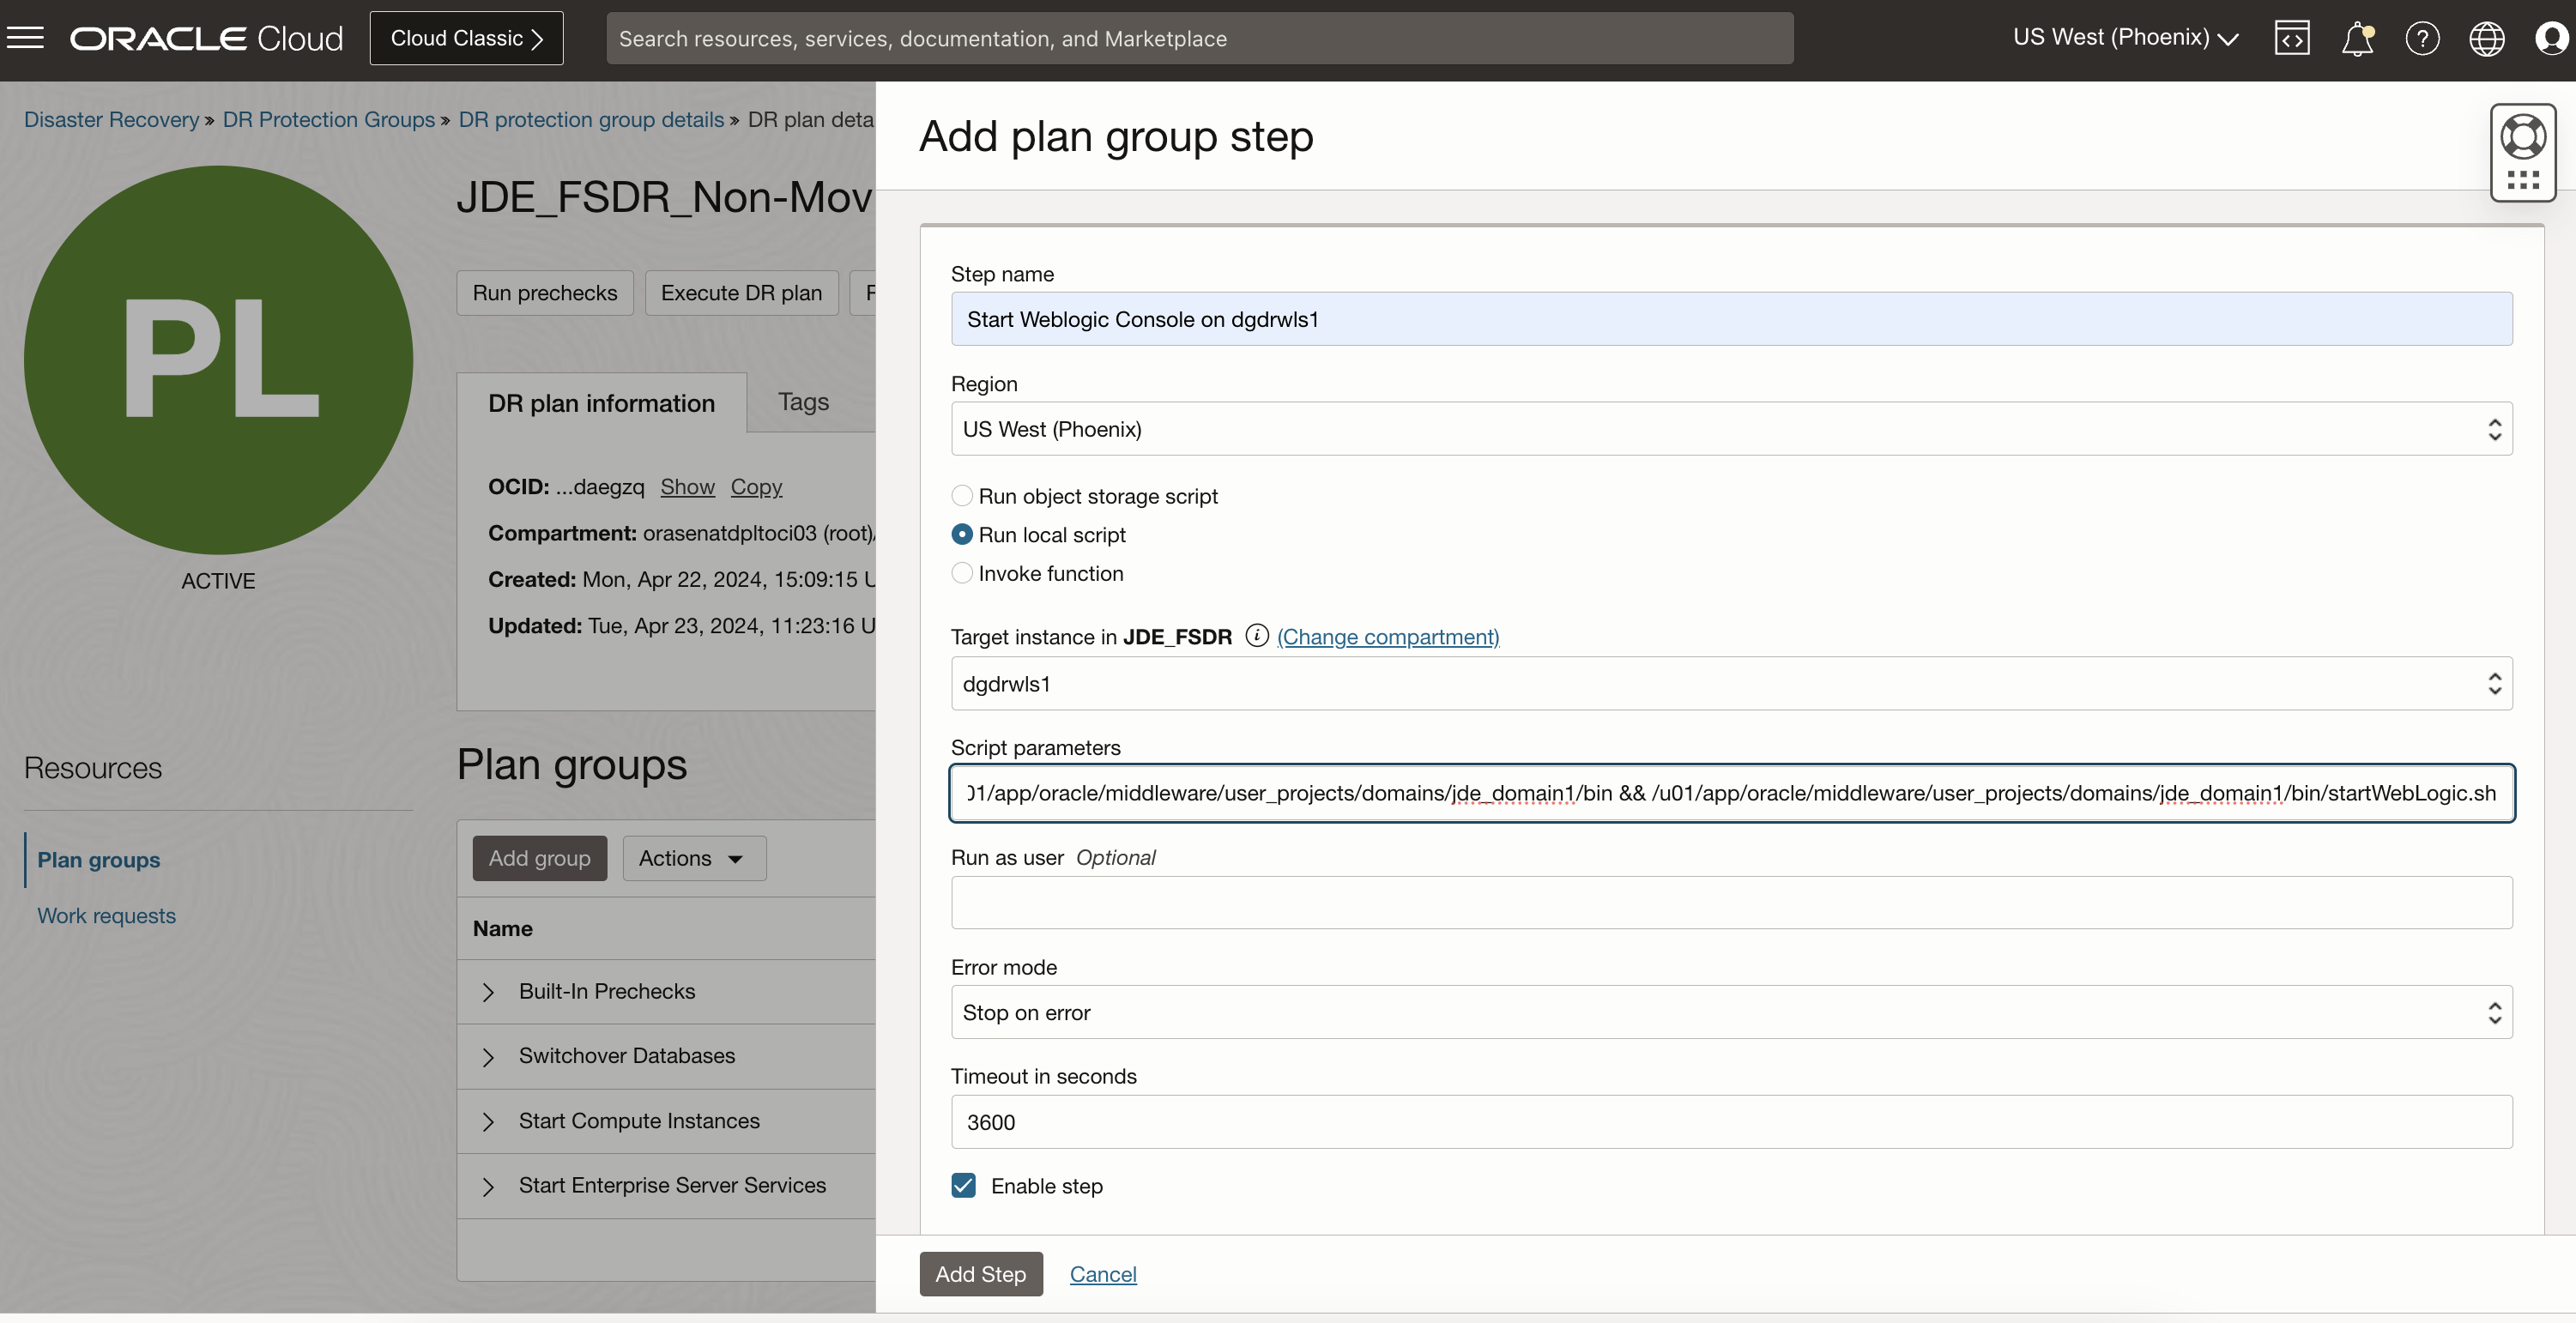 ORACLE Cloud
Cloud Classic
Search resources, services, documentation, and Marketplace
US West (Phoenix)
Disaster Recovery » DR Protection Groups » DR protection group details » DR plan deta
PL
ACTIVE
JDE_FSDR_Non-Mov
Run prechecks
Execute DR plan
DR plan information
Tags
OCID: ...daegzq Show Copy
Compartment: orasenatdpltoci03 (root)/
Created: Mon, Apr 22, 2024, 15:09:15 U
Updated: Tue, Apr 23, 2024, 11:23:16 U
Resources
Plan groups
Work requests
Plan groups
Add group
Actions
Name
Built-In Prechecks
Switchover Databases
Start Compute Instances
Start Enterprise Server Services
Add plan group step
Step name
Start Weblogic Console on dgdrwls1
Region
US West (Phoenix)
Run object storage script
Run local script
Invoke function
Target instance in JDE_FSDR (Change compartment)
dgdrwls1
Script parameters
01/app/oracle/middleware/user_projects/domains/jde_domain1/bin && /u01/app/oracle/middleware/user_projects/domains/jde_domain1/bin/startWebLogic.sh
Run as user Optional
Error mode
Stop on error
Timeout in seconds
3600
Enable step
Add Step
Cancel